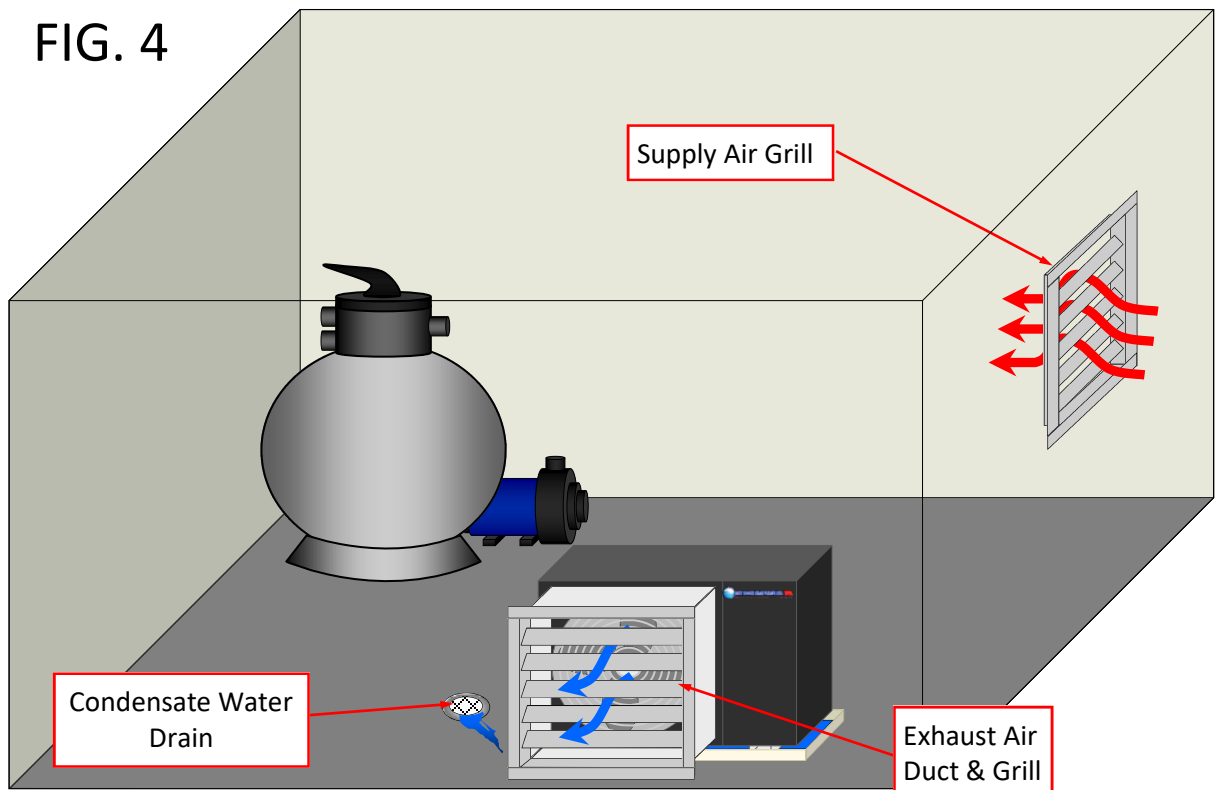 FIG. 4
Supply Air Grill
Condensate Water
Drain
Exhaust Air
Duct & Grill